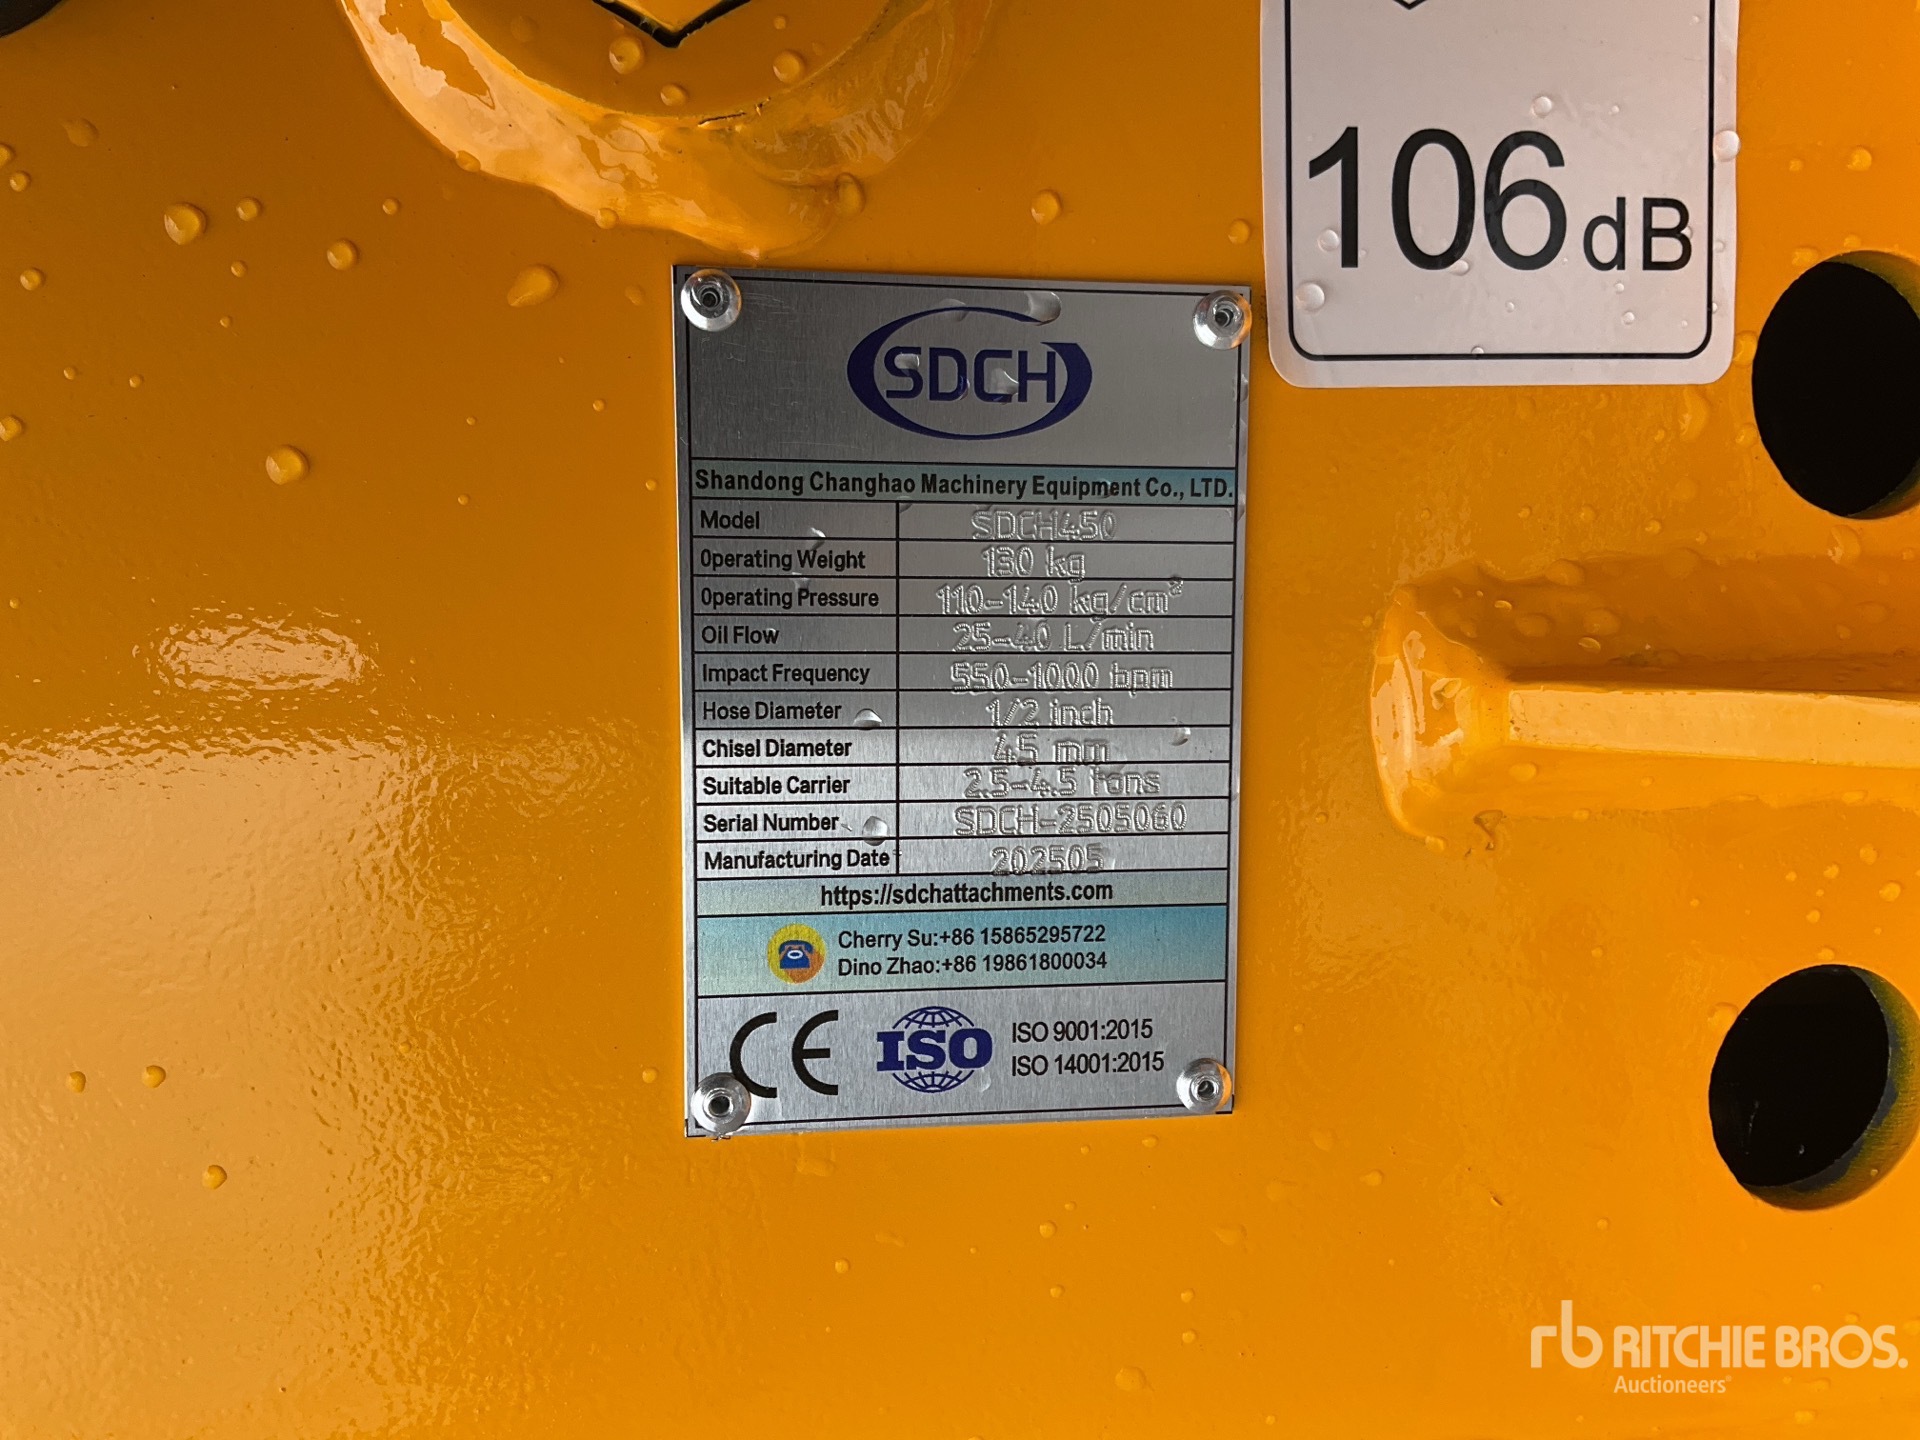 106 dB
SDCH
Shandong Changhao Machinery Equipment Co., LTD.
Model SDCH450
Operating Weight 130 kg
Operating Pressure 110-140 kg/cm²
Oil Flow 25-40 L/min
Impact Frequency 550-1000 bpm
Hose Diameter 1/2 inch
Chisel Diameter 45 mm
Suitable Carrier 2.5-4.5 tons
Serial Number SDCH-2505060
Manufacturing Date 202505
https://sdchattachments.com
Cherry Su:+86 15865295722
Dino Zhao:+86 19861800034
CE ISO ISO 9001:2015
ISO 14001:2015
rb RITCHIE BROS.
Auctioneers